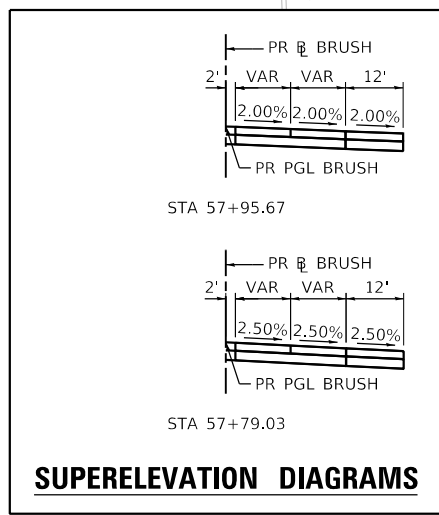 PR ⅊ BRUSH
2' VAR VAR 12'
2.00% 2.00% 2.00%
PR PGL BRUSH
STA 57+95.67
PR ⅊ BRUSH
2' VAR VAR 12'
2.50% 2.50% 2.50%
PR PGL BRUSH
STA 57+79.03
SUPERELEVATION DIAGRAMS